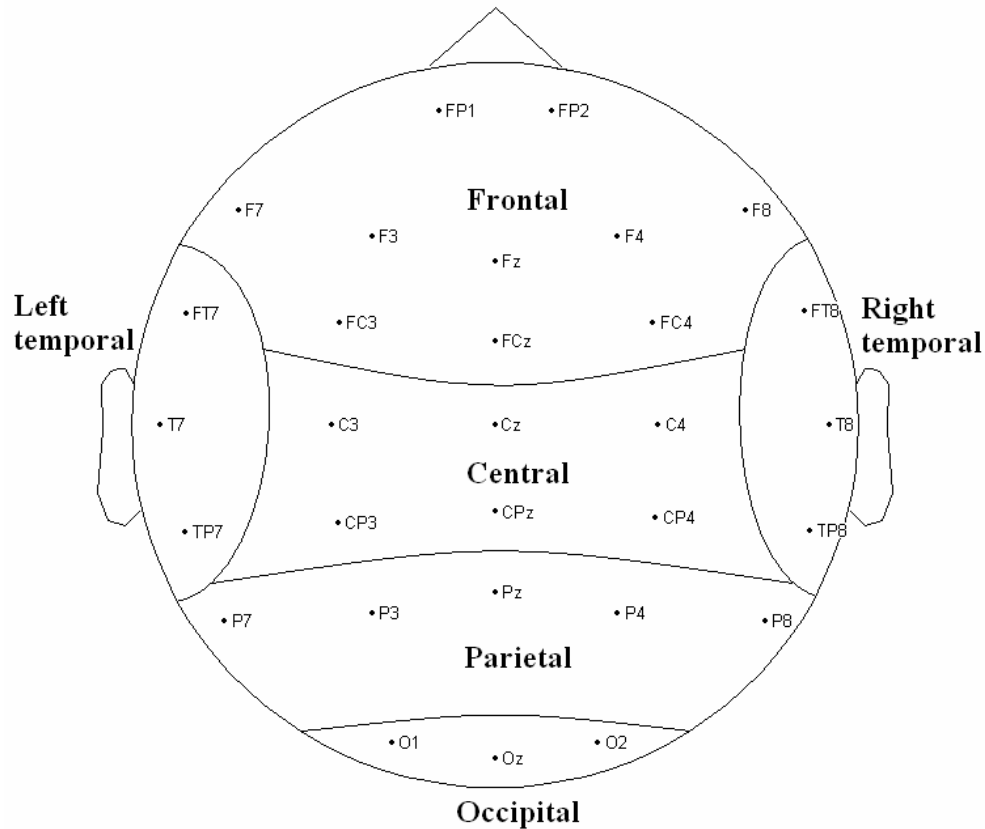 FP1 FP2
Frontal
F7 F8
F3 F4
Fz
Left
temporal
Right
temporal
FT7 FT8
FC3 FC4
FCz
T7 C3 Cz C4 T8
Central
CPz
CP3 CP4
TP7 TP8
Pz
P3 P4
P7 P8
Parietal
O1 O2
Oz
Occipital